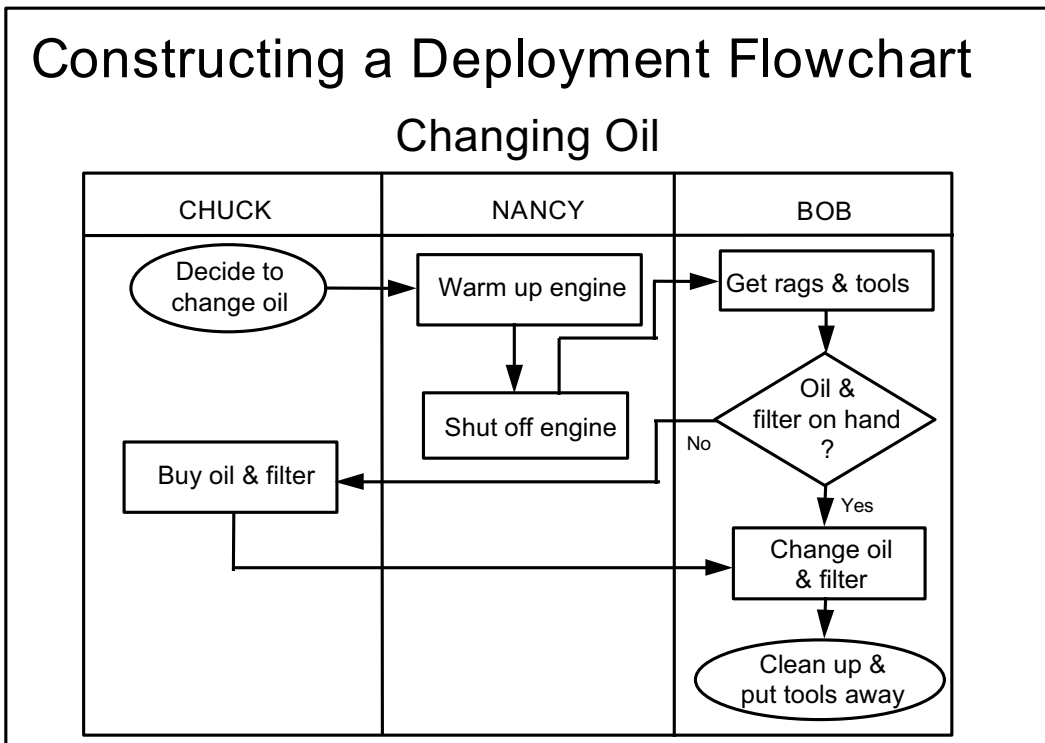 Constructing a Deployment Flowchart
Changing Oil
CHUCK
NANCY
BOB
Decide to
change oil
Warm up engine
Get rags & tools
Shut off engine
Oil &
filter on hand
?
No
Buy oil & filter
Yes
Change oil
& filter
Clean up &
put tools away